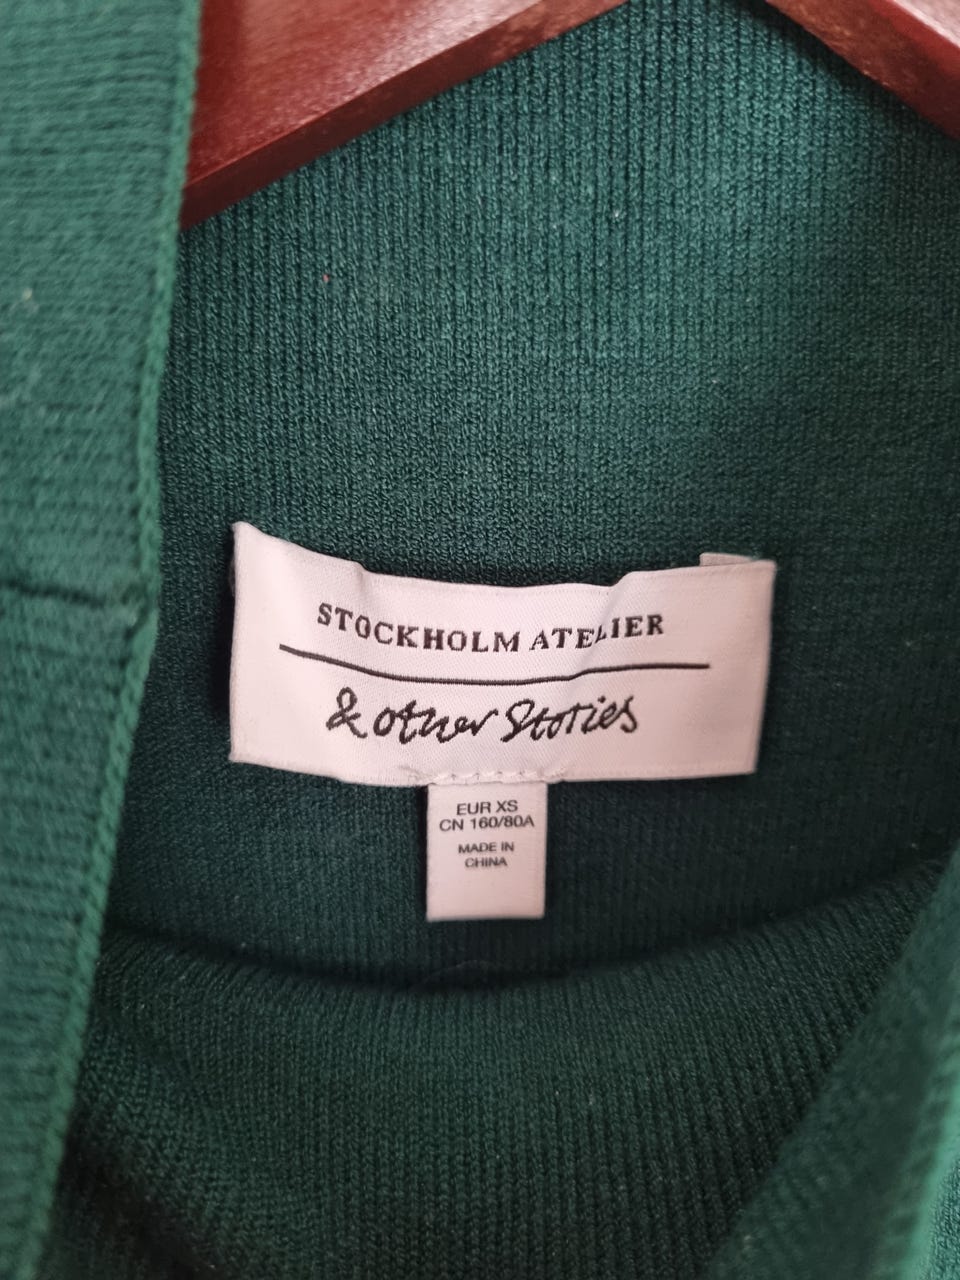 STOCKHOLM ATELIER
& other Stories
EUR XS
CN 160/80A
MADE IN
CHINA